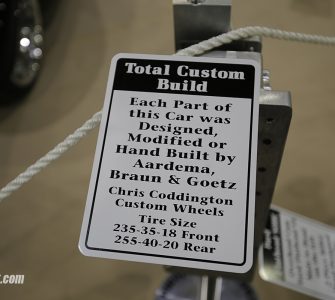 Total Custom
Build
Each Part of
this Car was
Designed,
Modified or
Hand Built by
Aardema,
Braun & Goetz
Chris Coddington
Custom Wheels
Tire Size
235-35-18 Front
255-40-20 Rear
.com